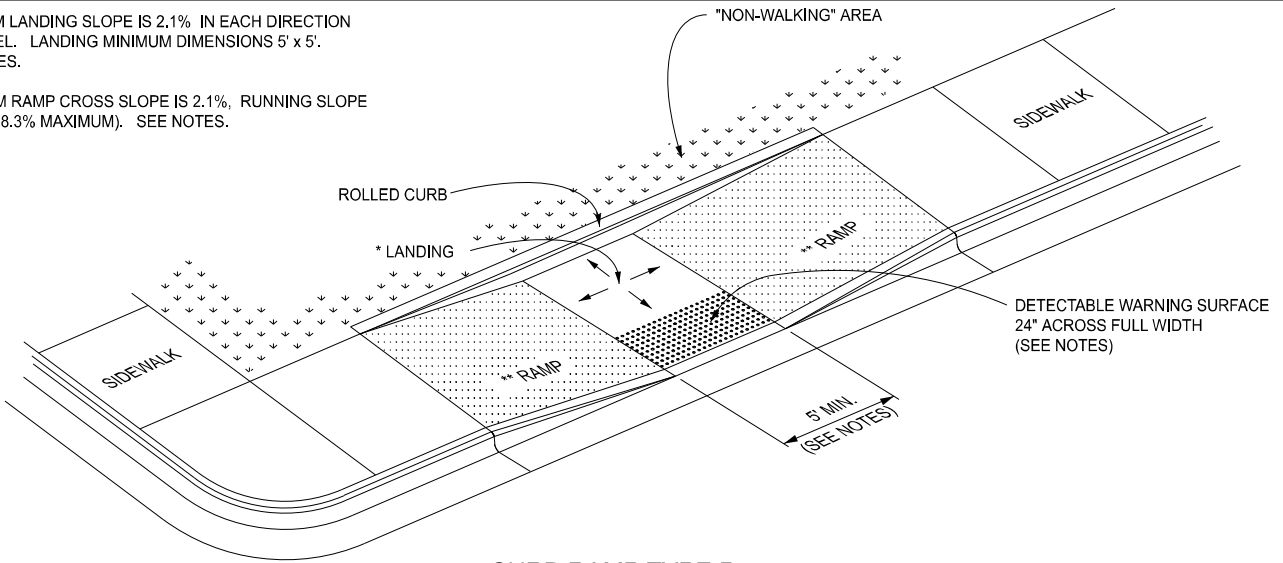 LANDING SLOPE IS 2.1% IN EACH DIRECTION
LANDING MINIMUM DIMENSIONS 5' x 5'.
RAMP CROSS SLOPE IS 2.1%, RUNNING SLOPE
8.3% MAXIMUM). SEE NOTES.
"NON-WALKING" AREA
SIDEWALK
ROLLED CURB
* LANDING
** RAMP
DETECTABLE WARNING SURFACE
24" ACROSS FULL WIDTH
(SEE NOTES)
SIDEWALK
** RAMP
5' MIN.
(SEE NOTES)